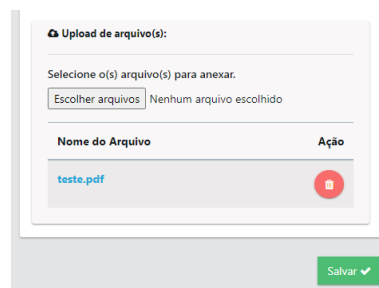 Upload de arquivo(s):
Selecione o(s) arquivo(s) para anexar.
Escolher arquivos Nenhum arquivo escolhido
Nome do Arquivo Ação
teste.pdf
Salvar